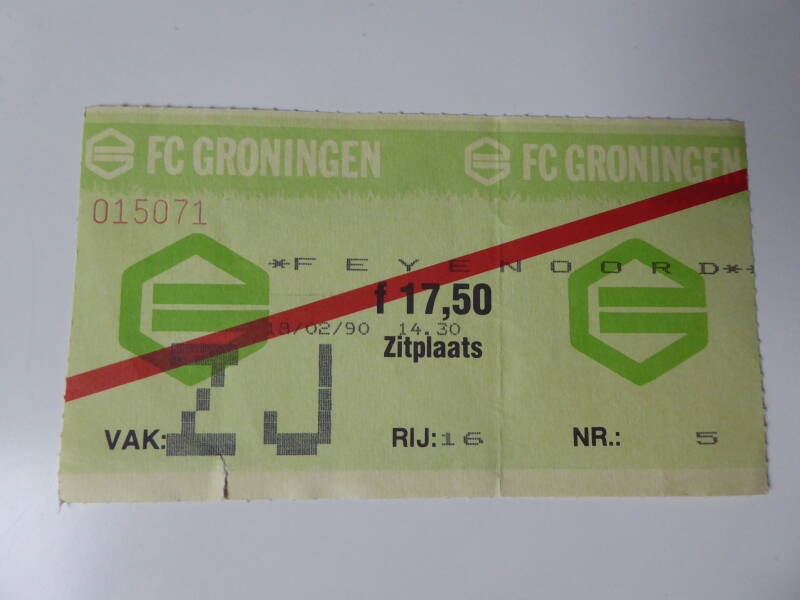 FC GRONINGEN FC GRONINGEN
015071
*FEYENOORD**
f 17,50
18/02/90 14.30
Zitplaats
VAK: ZJ RIJ: 16 NR.: 5